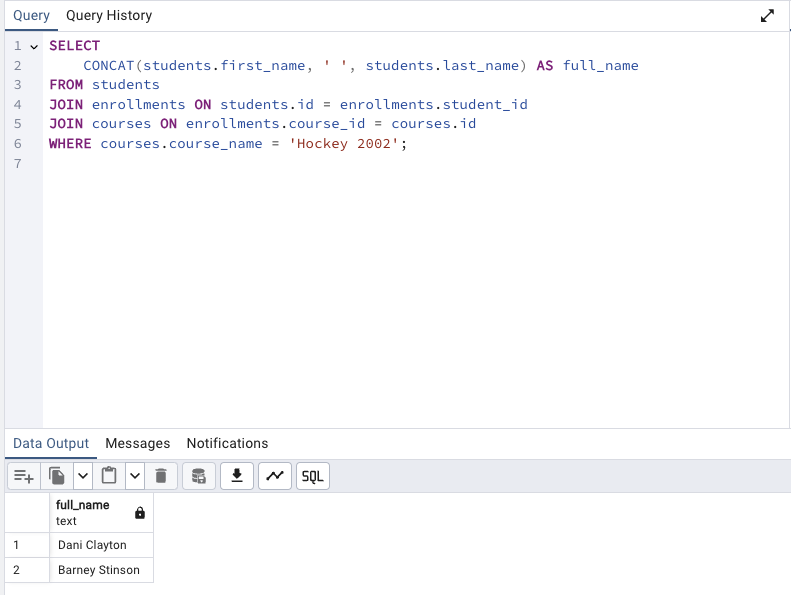 Query Query History
1 SELECT
2     CONCAT(students.first_name, ' ', students.last_name) AS full_name
3 FROM students
4 JOIN enrollments ON students.id = enrollments.student_id
5 JOIN courses ON enrollments.course_id = courses.id
6 WHERE courses.course_name = 'Hockey 2002';
7
Data Output Messages Notifications
SQL
full_name
text
1 Dani Clayton
2 Barney Stinson